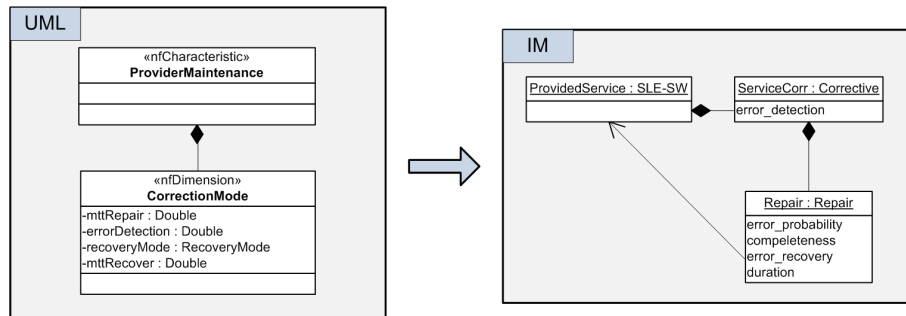 UML
«nfCharacteristic»
ProviderMaintenance
«nfDimension»
CorrectionMode
-mttRepair : Double
-errorDetection : Double
-recoveryMode : RecoveryMode
-mttRecover : Double
IM
ProvidedService : SLE-SW
ServiceCorr : Corrective
error_detection
Repair : Repair
error_probability
compeleteness
error_recovery
duration